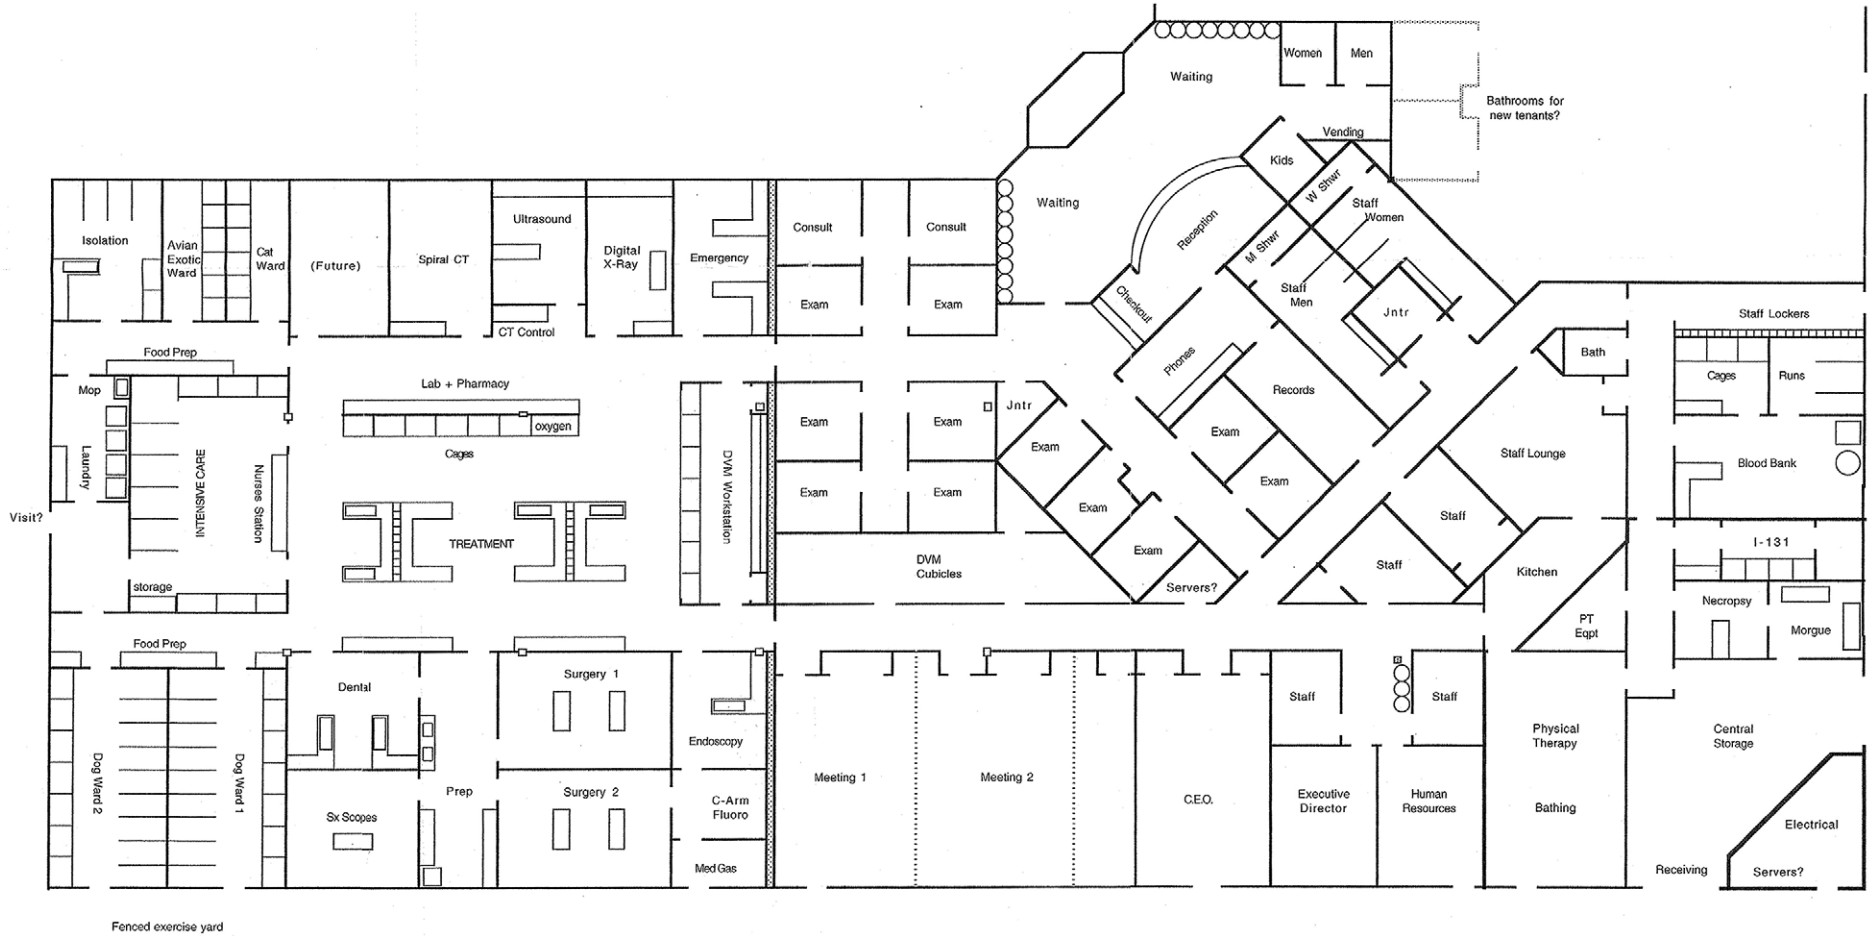 Women
Men
Waiting
Bathrooms for
new tenants?
Vending
Kids
W Shwr
Waiting
Staff
Women
Reception
M Shwr
Isolation
Avian
Exotic
Ward
Cat
Ward
(Future)
Spiral CT
Ultrasound
Digital
X-Ray
Emergency
Consult
Consult
Staff
Men
Exam
Exam
Checkout
Jntr
Staff Lockers
CT Control
Food Prep
Bath
Phones
Mop
Lab + Pharmacy
Cages
Runs
Records
Jntr
oxygen
Exam
Exam
Exam
Exam
Cages
Staff Lounge
Laundry
INTENSIVE CARE
Nurses Station
DVM Workstation
Blood Bank
Exam
Exam
Exam
Exam
Visit?
Staff
TREATMENT
Exam
I-131
DVM
Cubicles
Staff
Kitchen
storage
Servers?
Necropsy
PT
Eqpt
Morgue
Food Prep
Surgery 1
Dental
Staff
Staff
Endoscopy
Physical
Therapy
Central
Storage
Dog Ward 2
Dog Ward 1
Meeting 1
Meeting 2
Prep
Surgery 2
C.E.O.
Executive
Director
Human
Resources
C-Arm
Fluoro
Bathing
Sx Scopes
Electrical
Med Gas
Receiving
Servers?
Fenced exercise yard